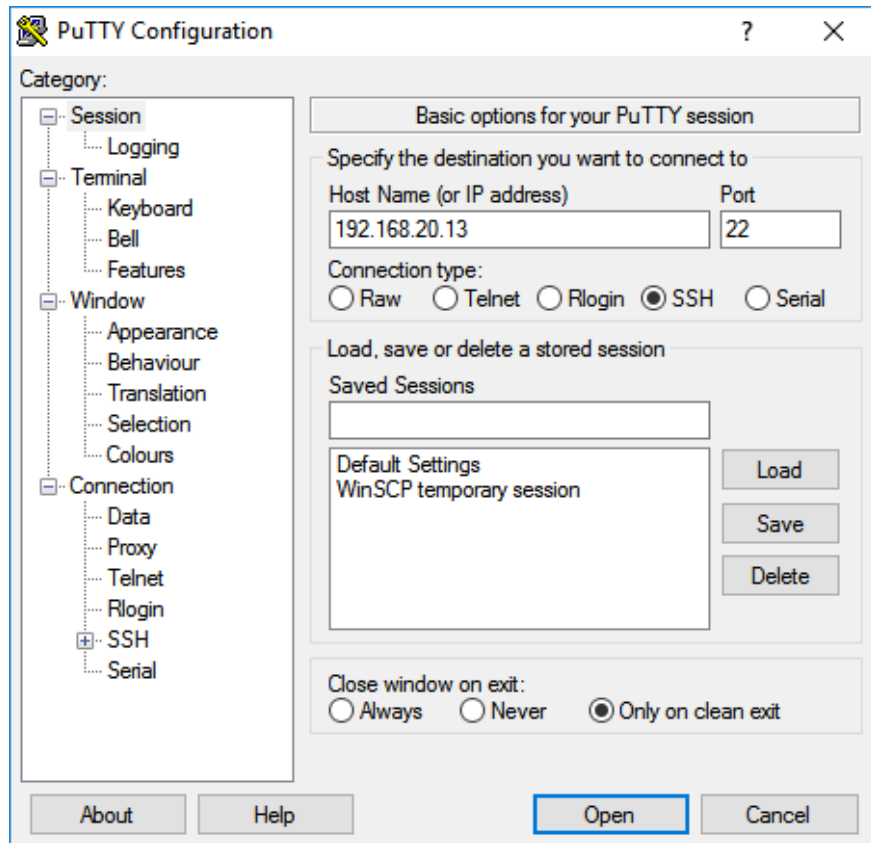 PuTTY Configuration
?
Category:
Session
Logging
Terminal
Keyboard
Bell
Features
Window
Appearance
Behaviour
Translation
Selection
Colours
Connection
Data
Proxy
Telnet
Rlogin
SSH
Serial
Basic options for your PuTTY session
Specify the destination you want to connect to
Host Name (or IP address) Port
192.168.20.13 22
Connection type:
Raw Telnet Rlogin SSH Serial
Load, save or delete a stored session
Saved Sessions
Default Settings
WinSCP temporary session
Load
Save
Delete
Close window on exit:
Always Never Only on clean exit
About Help Open Cancel